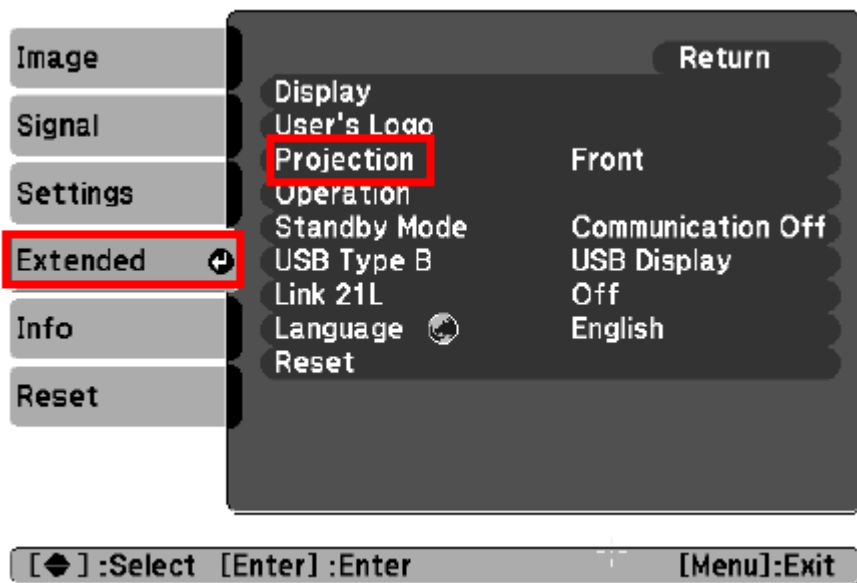 Image
Signal
Settings
Extended
Info
Reset
Return
Display
User's Logo
Projection Front
Operation
Standby Mode Communication Off
USB Type B USB Display
Link 21L Off
Language English
Reset
[◆]:Select [Enter]:Enter [Menu]:Exit